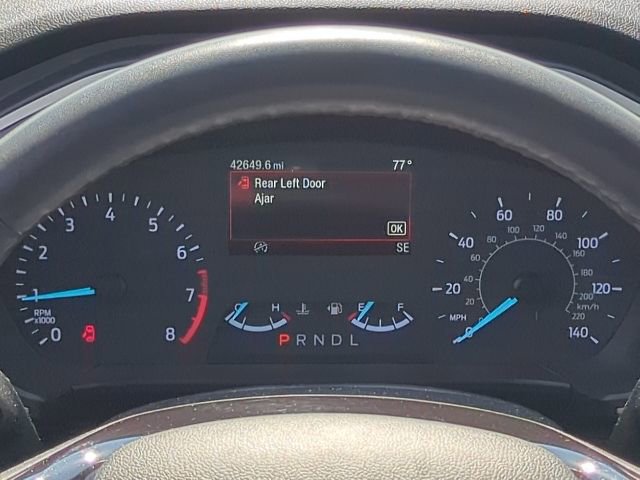 42649.6 mi 77°
Rear Left Door
Ajar
OK
SE
0 1 2 3 4 5 6 7 8
RPM
x1000
C H
E F
PRNDL
0 20 40 60 80 100 120 140
MPH
20 40 60 80 100 120 140 160 180 200 220